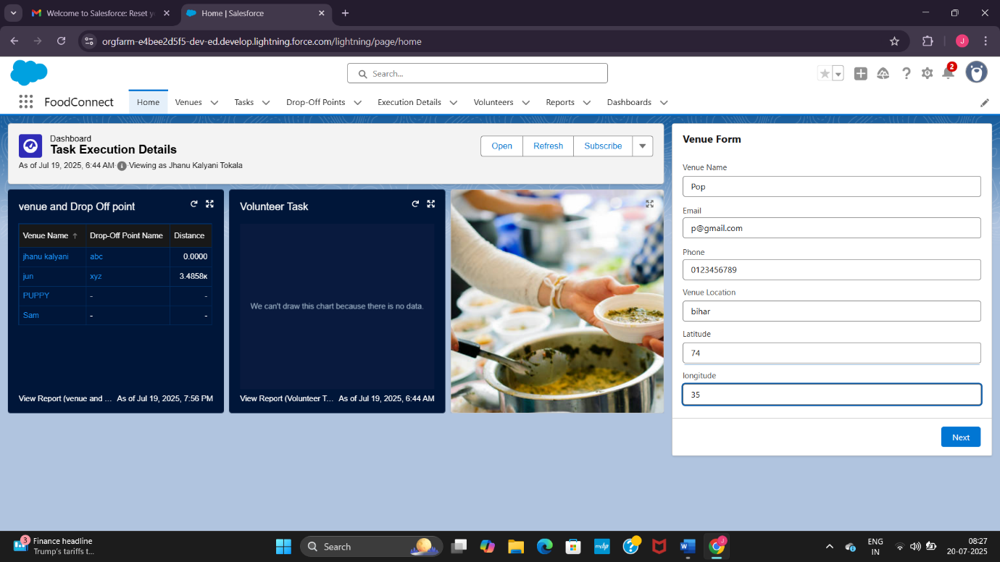 Welcome to Salesforce: Reset y
Home | Salesforce
orgfarm-e4bee2d5f5-dev-ed.develop.lightning.force.com/lightning/page/home
J
Search...
2
FoodConnect
Home
Venues
Tasks
Drop-Off Points
Execution Details
Volunteers
Reports
Dashboards
Dashboard
Task Execution Details
As of Jul 19, 2025, 6:44 AM·Viewing as Jhanu Kalyani Tokala
Open
Refresh
Subscribe
venue and Drop Off point
Venue Name ↑ Drop-Off Point Name Distance
jhanu kalyani abc 0.0000
jun xyz 3.4858K
PUPPY - -
Sam - -
View Report (venue and ... As of Jul 19, 2025, 7:56 PM
Volunteer Task
We can't draw this chart because there is no data.
View Report (Volunteer T... As of Jul 19, 2025, 6:44 AM
Venue Form
Venue Name
Pop
Email
p@gmail.com
Phone
0123456789
Venue Location
bihar
Latitude
74
longitude
35
Next
3
Finance headline
Trump's tariffs t...
Search
myhp
J
ENG
IN
08:27
20-07-2025